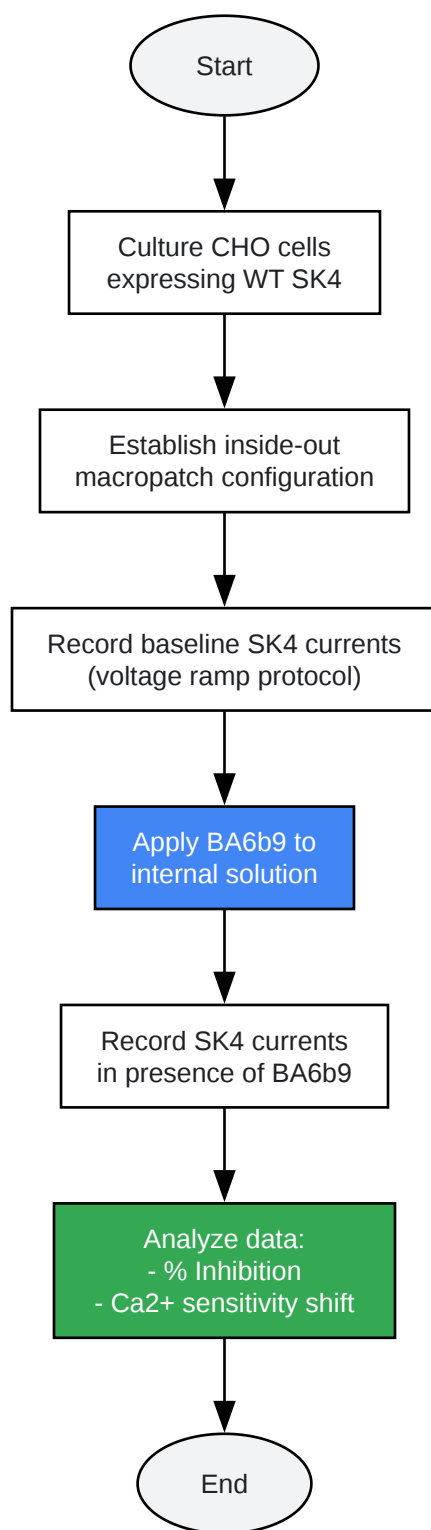 Start
Culture CHO cells
expressing WT SK4
Establish inside-out
macropatch configuration
Record baseline SK4 currents
(voltage ramp protocol)
Apply BA6b9 to
internal solution
Record SK4 currents
in presence of BA6b9
Analyze data:
- % Inhibition
- Ca2+ sensitivity shift
End